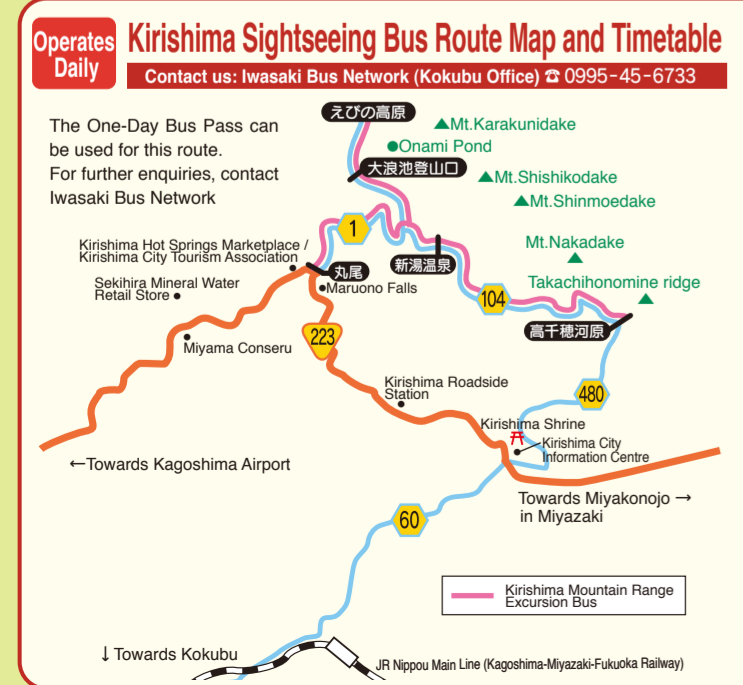 Operates
Daily
Kirishima Sightseeing Bus Route Map and Timetable
Contact us: Iwasaki Bus Network (Kokubu Office) ☎ 0995-45-6733
The One-Day Bus Pass can
be used for this route.
For further enquiries, contact
Iwasaki Bus Network
えびの高原
▲Mt.Karakunidake
●Onami Pond
大浪池登山口
▲Mt.Shishikodake
▲Mt.Shinmoedake
1
Kirishima Hot Springs Marketplace /
Kirishima City Tourism Association
Mt.Nakadake
新湯温泉
丸尾
Takachihonomine ridge
Sekihira Mineral Water
Retail Store
Maruono Falls
104
高千穂河原
223
Miyama Conseru
Kirishima Roadside
Station
480
Kirishima Shrine
Kirishima City
Information Centre
←Towards Kagoshima Airport
Towards Miyakonojo →
in Miyazaki
60
Kirishima Mountain Range
Excursion Bus
↓Towards Kokubu
JR Nippou Main Line (Kagoshima-Miyazaki-Fukuoka Railway)